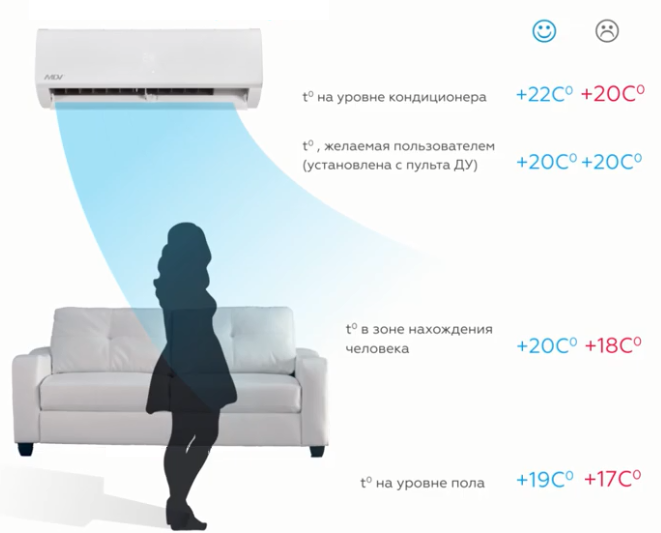 MDV
t⁰ на уровне кондиционера +22C⁰ +20C⁰
t⁰ , желаемая пользователем
(установлена с пульта ДУ) +20C⁰ +20C⁰
t⁰ в зоне нахождения
человека +20C⁰ +18C⁰
t⁰ на уровне пола +19C⁰ +17C⁰